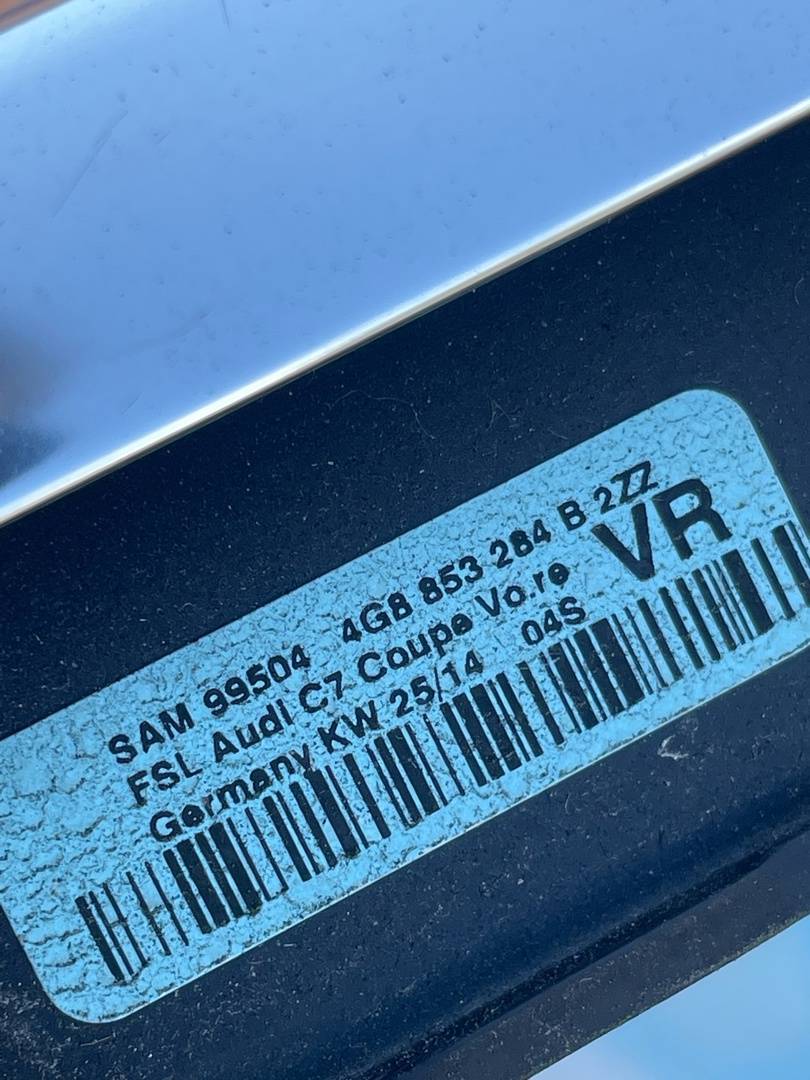 SAM 99504 4G8 853 284 B 2ZZ
FSL Audi C7 Coupe Vo.re VR
Germany KW 25/14 04S